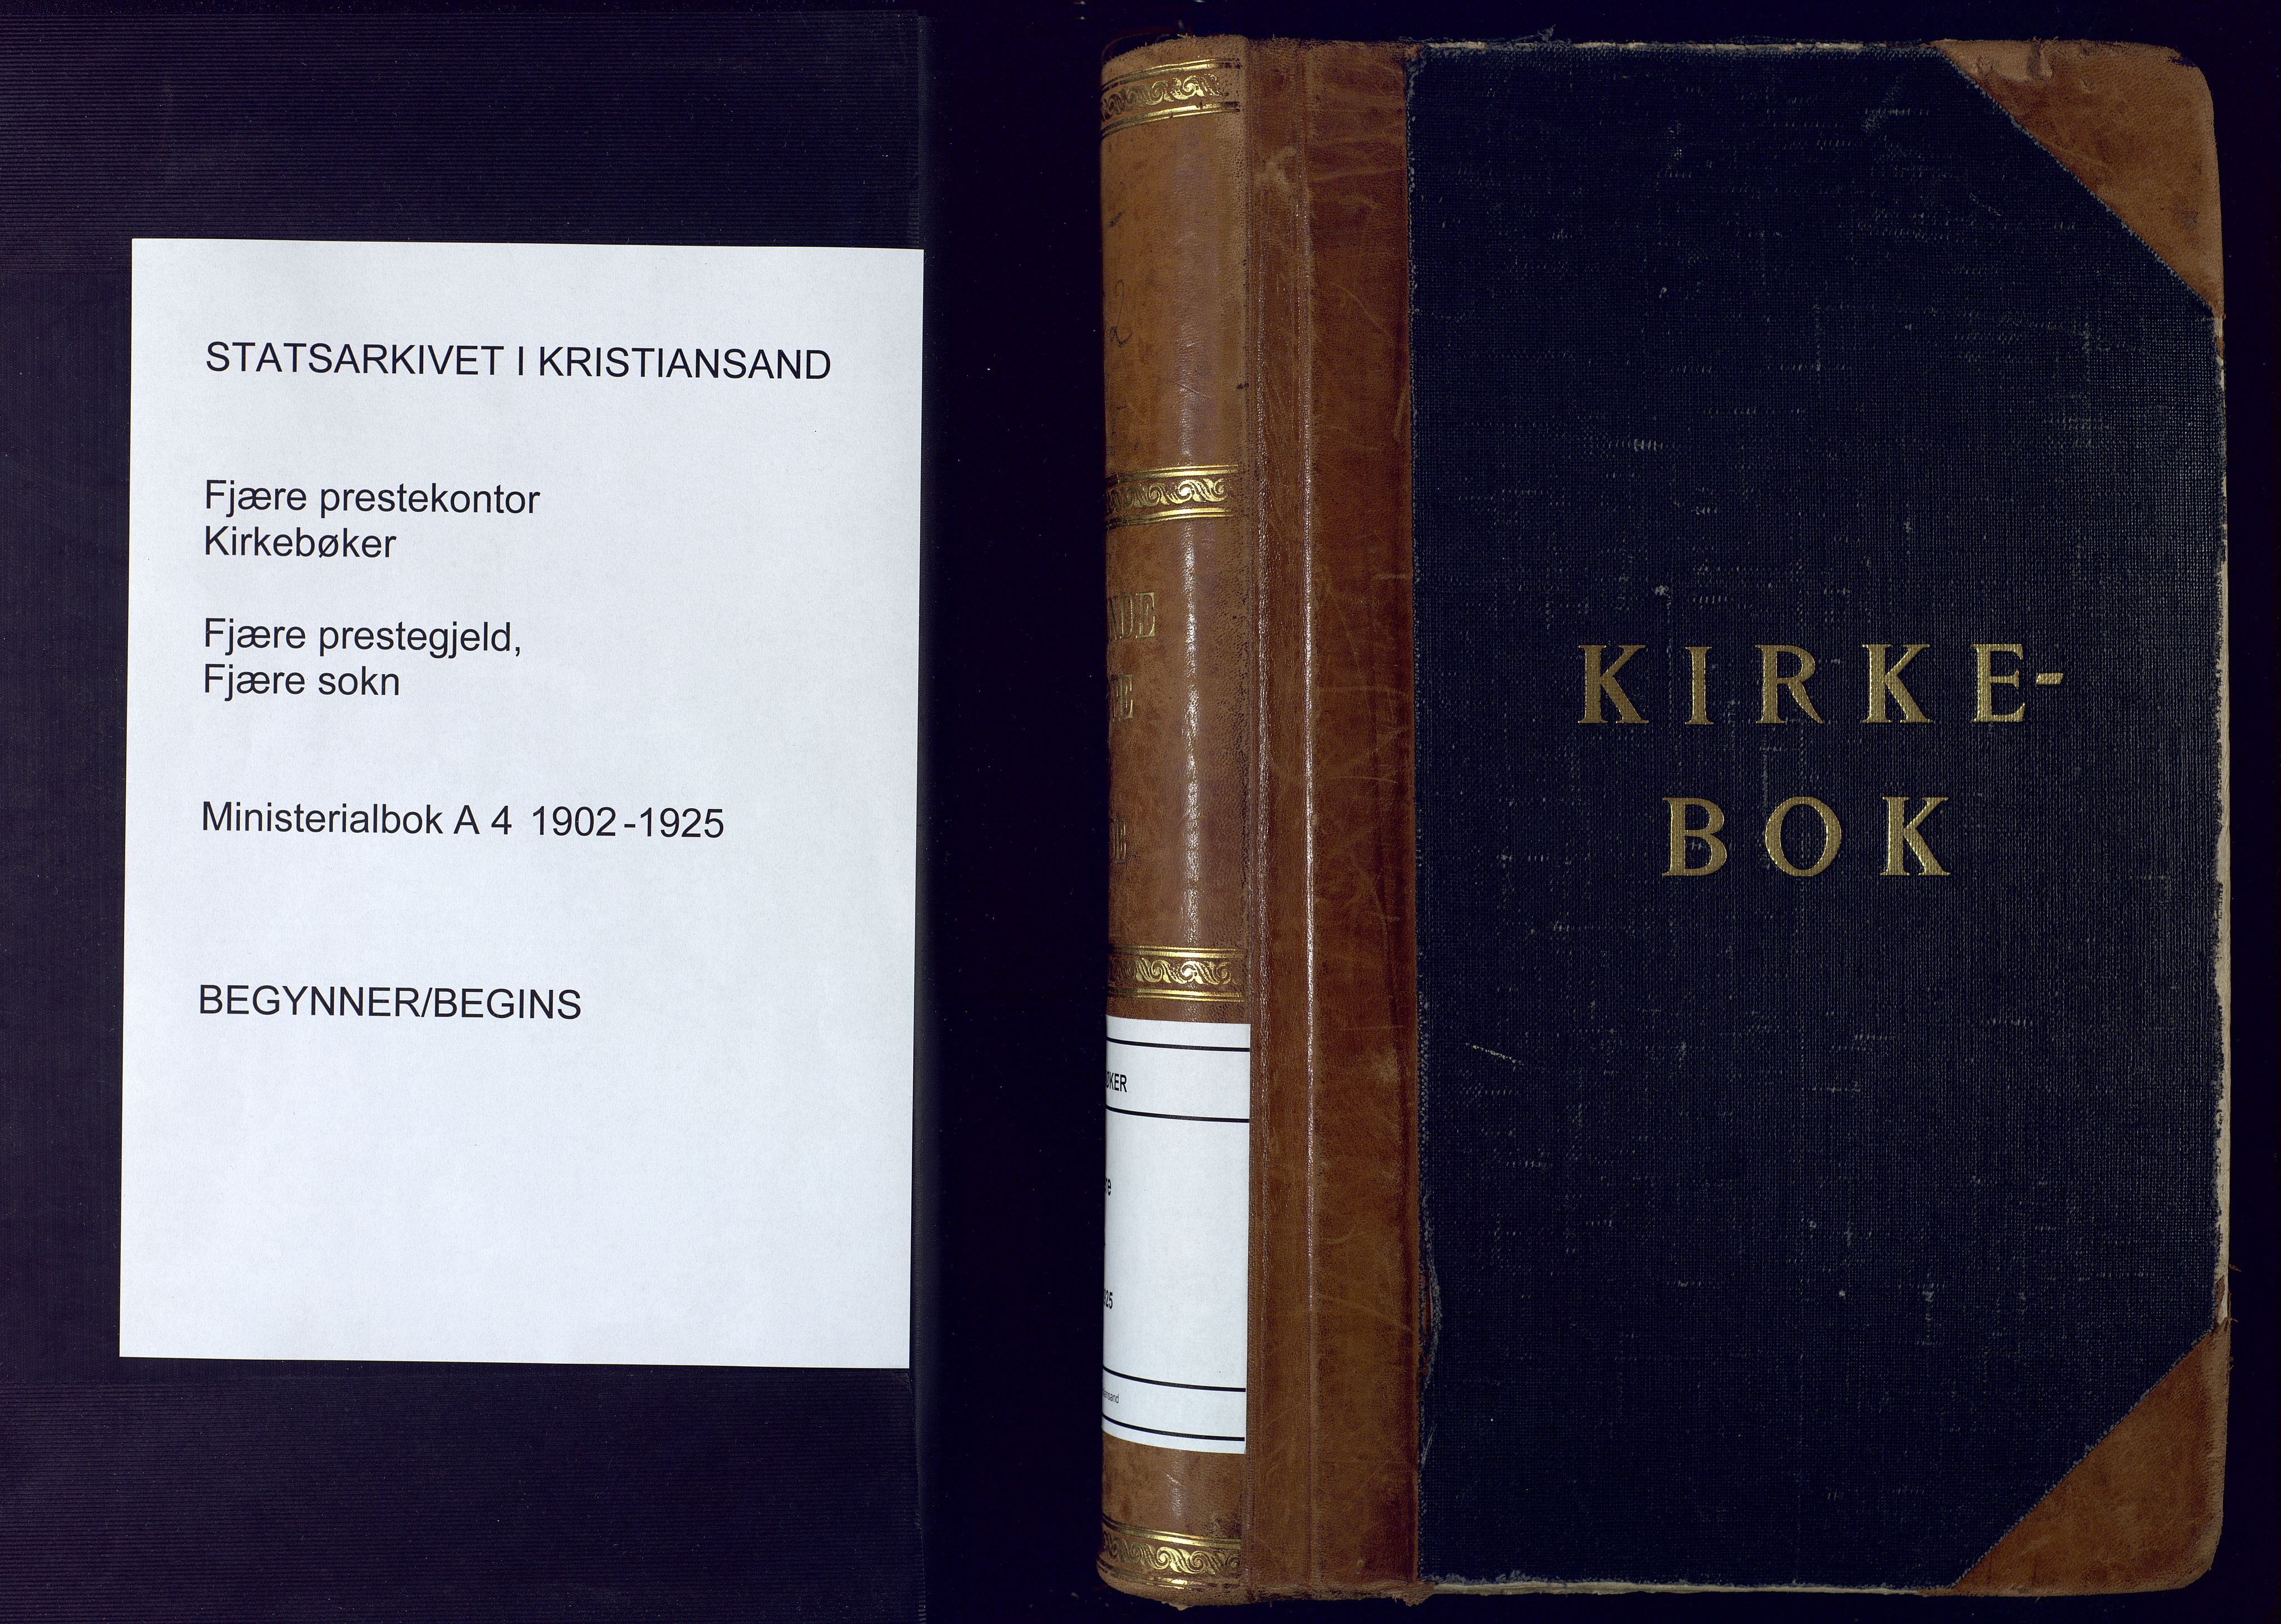 STATSARKIVET I KRISTIANSAND
Fjære prestekontor
Kirkebøker
Fjære prestegjeld,
Fjære sokn
Ministerialbok A 4 1902-1925
BEGYNNER/BEGINS
KIRKE-
BOK